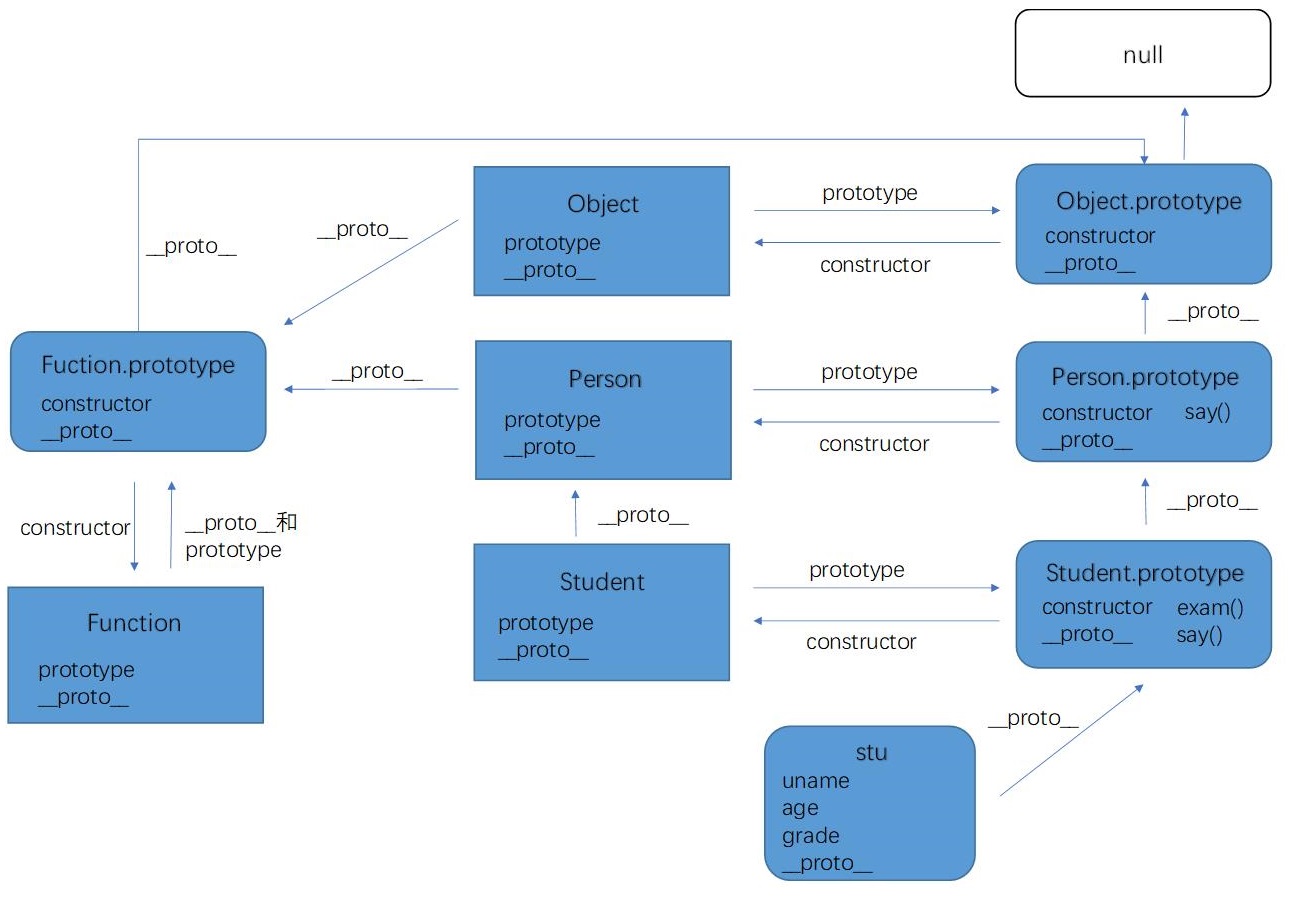 null
Object
prototype
__proto__
prototype
constructor
Object.prototype
constructor
__proto__
__proto__
__proto__
__proto__
Fuction.prototype
constructor
__proto__
__proto__
Person
prototype
__proto__
prototype
constructor
Person.prototype
constructor say()
__proto__
constructor
__proto__和
prototype
__proto__
__proto__
Function
prototype
__proto__
Student
prototype
__proto__
prototype
constructor
Student.prototype
constructor exam()
__proto__ say()
__proto__
stu
uname
age
grade
__proto__